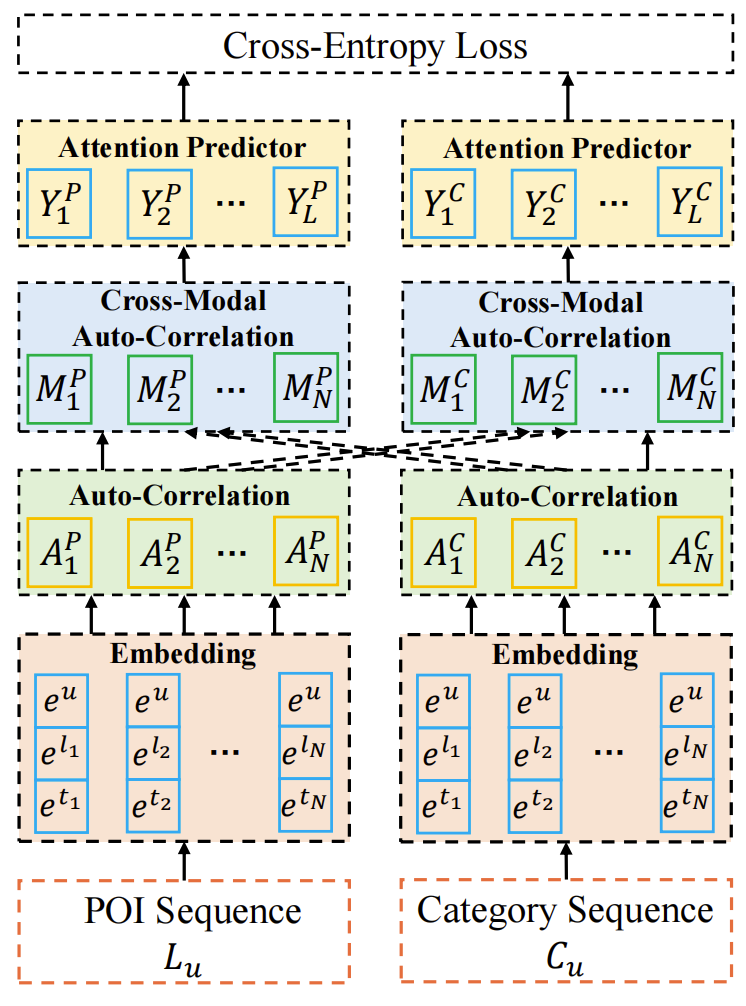 Cross-Entropy Loss
Attention Predictor
Y_1^P Y_2^P ... Y_L^P
Attention Predictor
Y_1^C Y_2^C ... Y_L^C
Cross-Modal
Auto-Correlation
M_1^P M_2^P ... M_N^P
Cross-Modal
Auto-Correlation
M_1^C M_2^C ... M_N^C
Auto-Correlation
A_1^P A_2^P ... A_N^P
Auto-Correlation
A_1^C A_2^C ... A_N^C
Embedding
e^u e^u e^u
e^{l_1} e^{l_2} ... e^{l_N}
e^{t_1} e^{t_2} e^{t_N}
Embedding
e^u e^u e^u
e^{l_1} e^{l_2} ... e^{l_N}
e^{t_1} e^{t_2} e^{t_N}
POI Sequence
L_u
Category Sequence
C_u